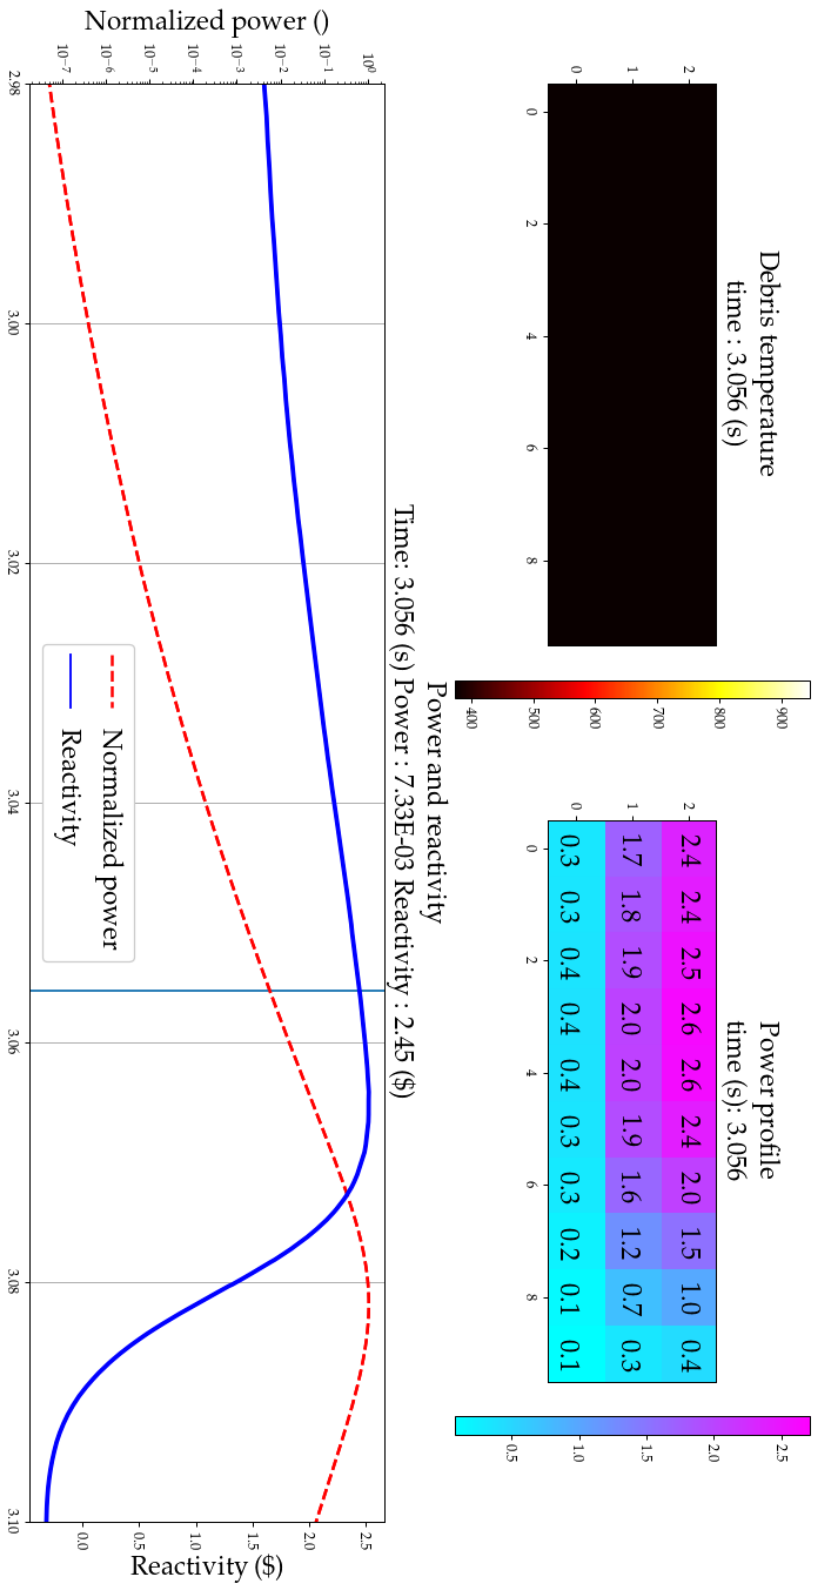 Debris temperature
time : 3.056 (s)
2
1
0
0 2 4 6 8
900
800
700
600
500
400
Power profile
time (s): 3.056
2 2.4 2.4 2.5 2.6 2.6 2.4 2.0 1.5 1.0 0.4
1 1.7 1.8 1.9 2.0 2.0 1.9 1.6 1.2 0.7 0.3
0 0.3 0.3 0.4 0.4 0.4 0.3 0.3 0.2 0.1 0.1
0 2 4 6 8
2.5
2.0
1.5
1.0
0.5
Power and reactivity
Time: 3.056 (s) Power : 7.33E-03 Reactivity : 2.45 ($)
Normalized power ()
10⁰
10⁻¹
10⁻²
10⁻³
10⁻⁴
10⁻⁵
10⁻⁶
10⁻⁷
Normalized power
Reactivity
2.5
2.0
1.5
1.0
0.5
0.0
Reactivity ($)
2.98 3.00 3.02 3.04 3.06 3.08 3.10